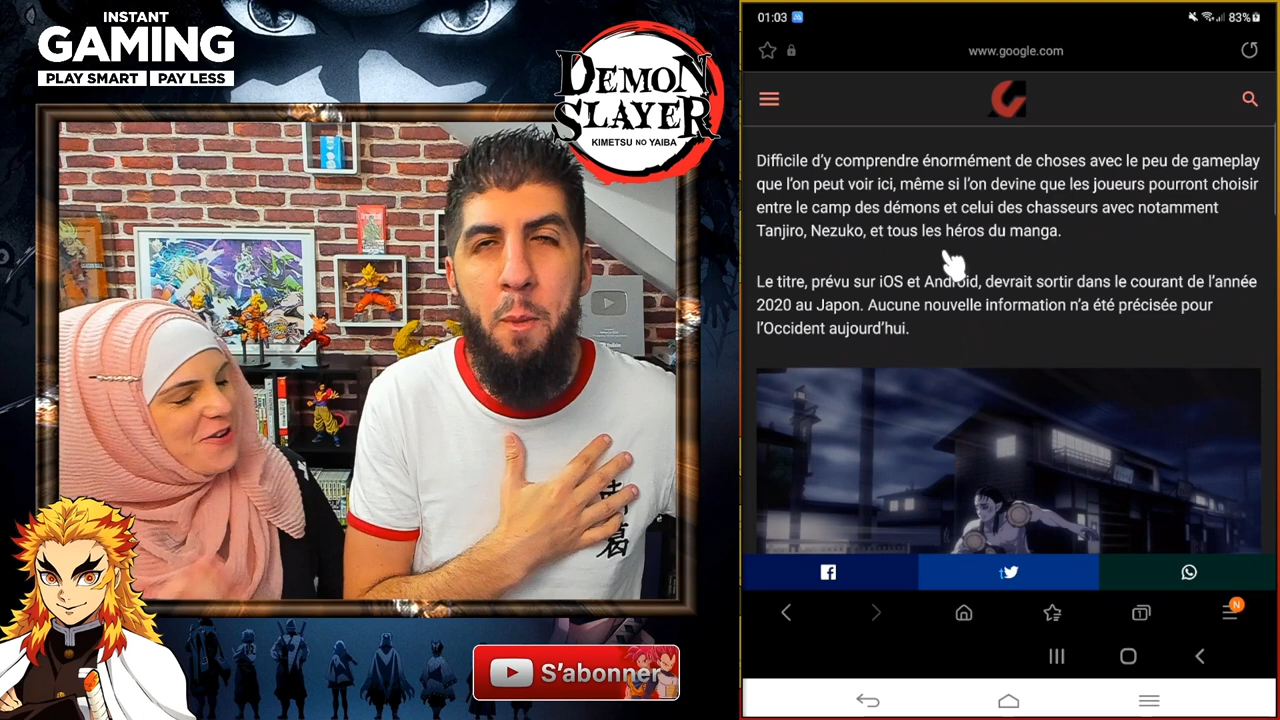 INSTANT
GAMING
PLAY SMART | PAY LESS
DEMON
SLAYER
KIMETSU NO YAIBA
S'abonner
01:03
83%
www.google.com
Difficile d'y comprendre énormément de choses avec le peu de gameplay
que l'on peut voir ici, même si l'on devine que les joueurs pourront choisir
entre le camp des démons et celui des chasseurs avec notamment
Tanjiro, Nezuko, et tous les héros du manga.
Le titre, prévu sur iOS et Android, devrait sortir dans le courant de l'année
2020 au Japon. Aucune nouvelle information n'a été précisée pour
l'Occident aujourd'hui.
1
N